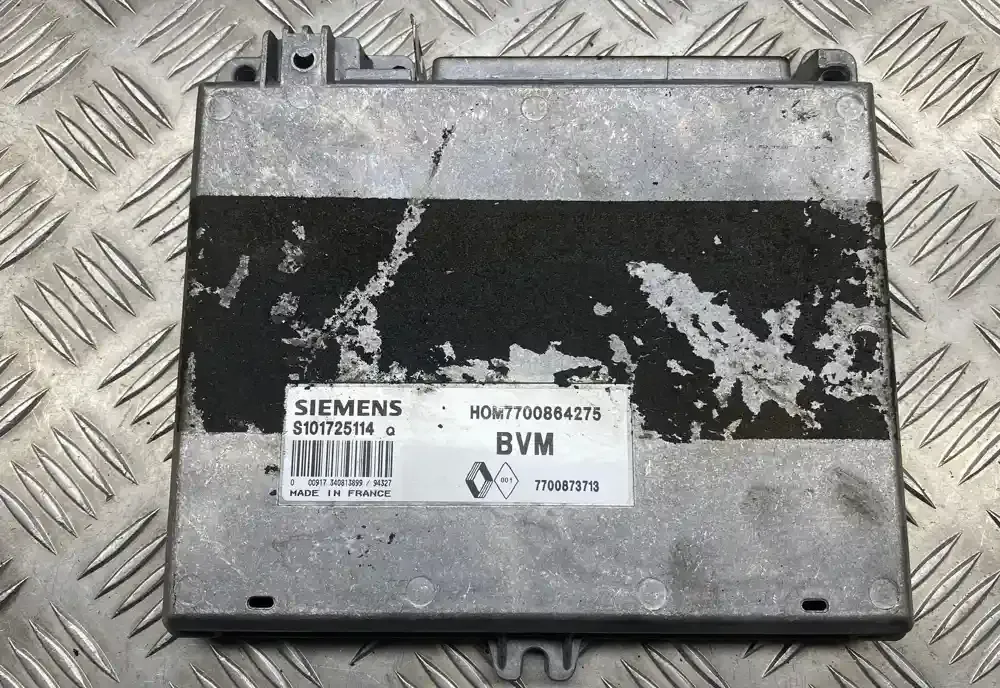 SIEMENS
S101725114 Q
0 00917 340813899 / 94327
MADE IN FRANCE
HOM7700864275
BVM
001
7700873713